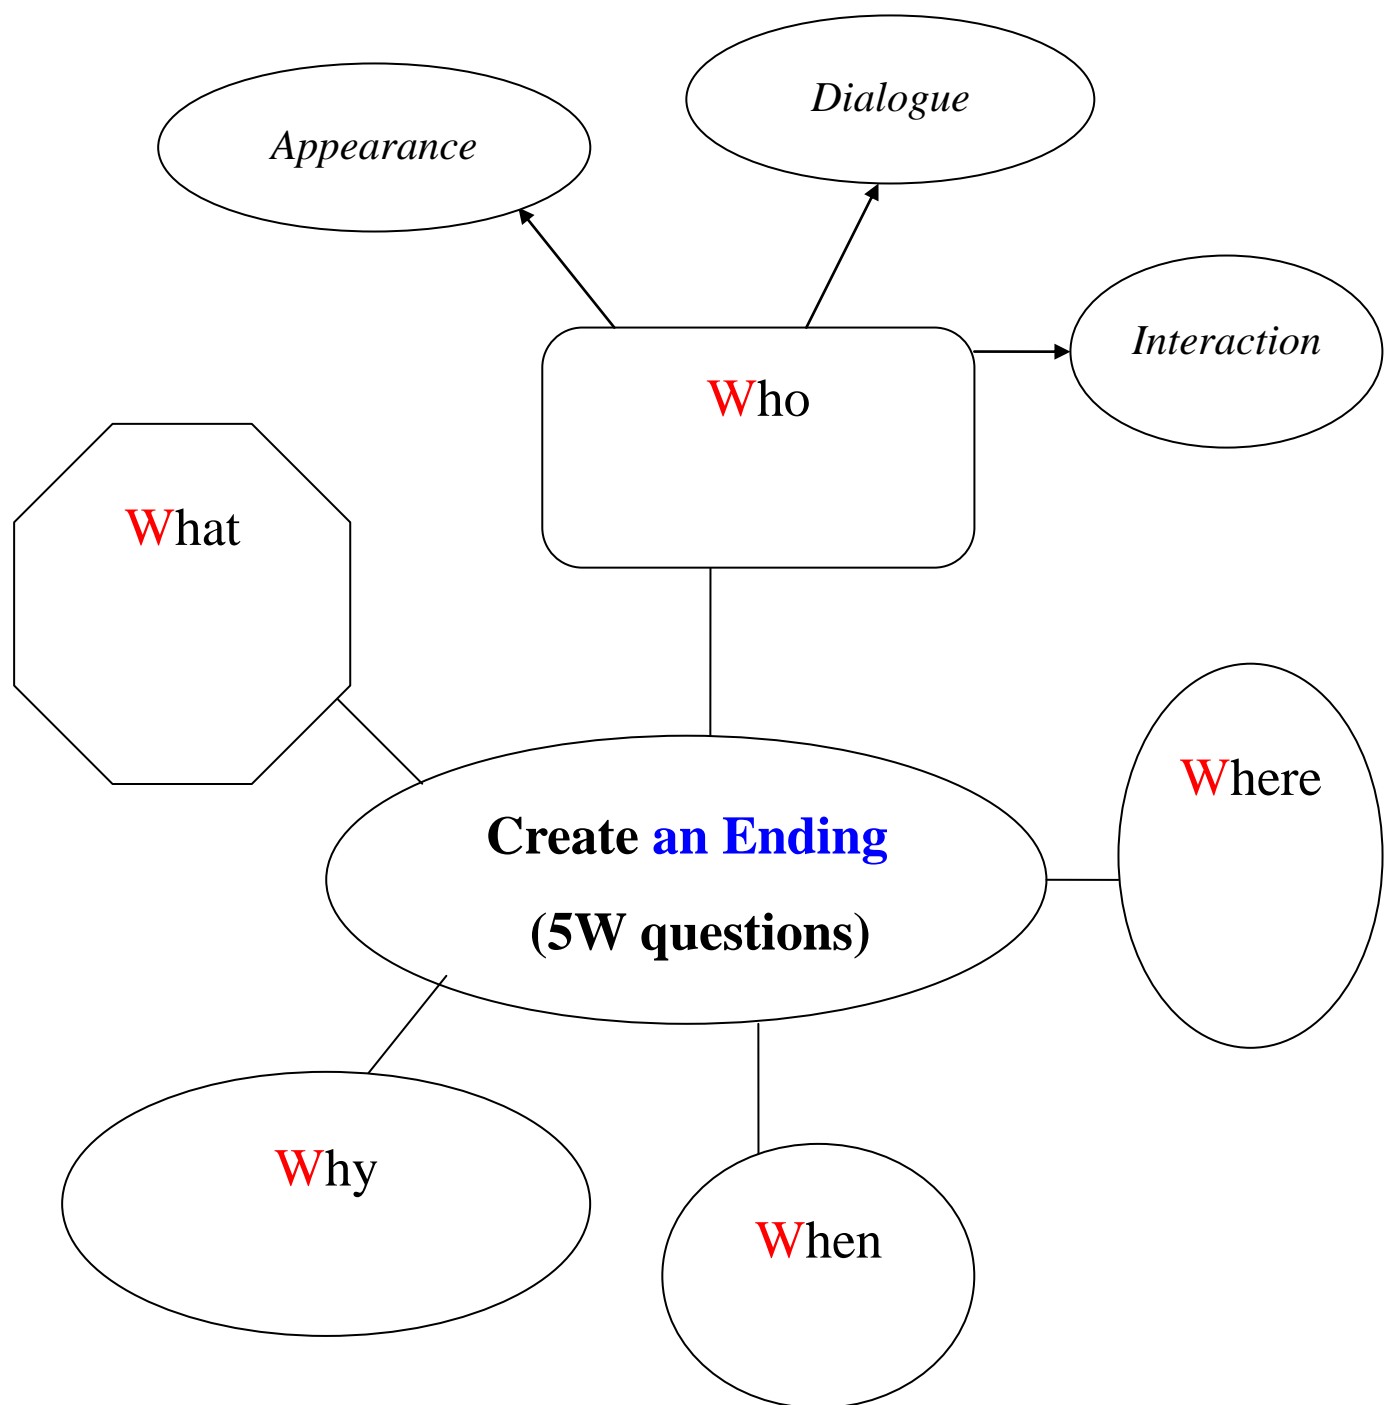 Dialogue
Appearance
Interaction
Who
What
Where
Create an Ending
(5W questions)
Why
When